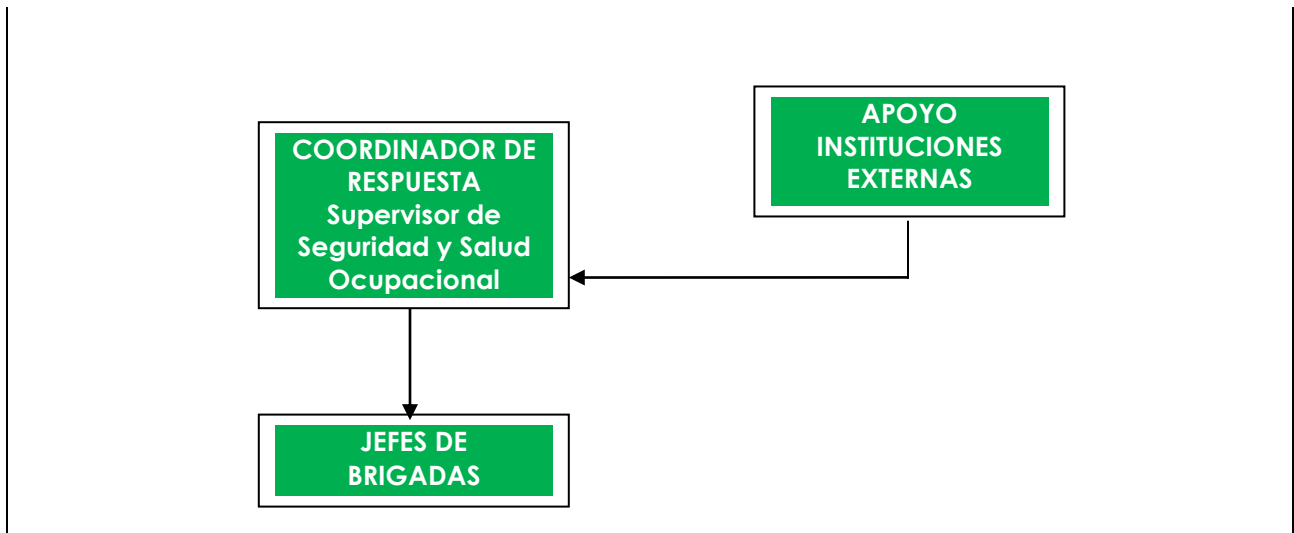 APOYO
INSTITUCIONES
EXTERNAS
COORDINADOR DE
RESPUESTA
Supervisor de
Seguridad y Salud
Ocupacional
JEFES DE
BRIGADAS